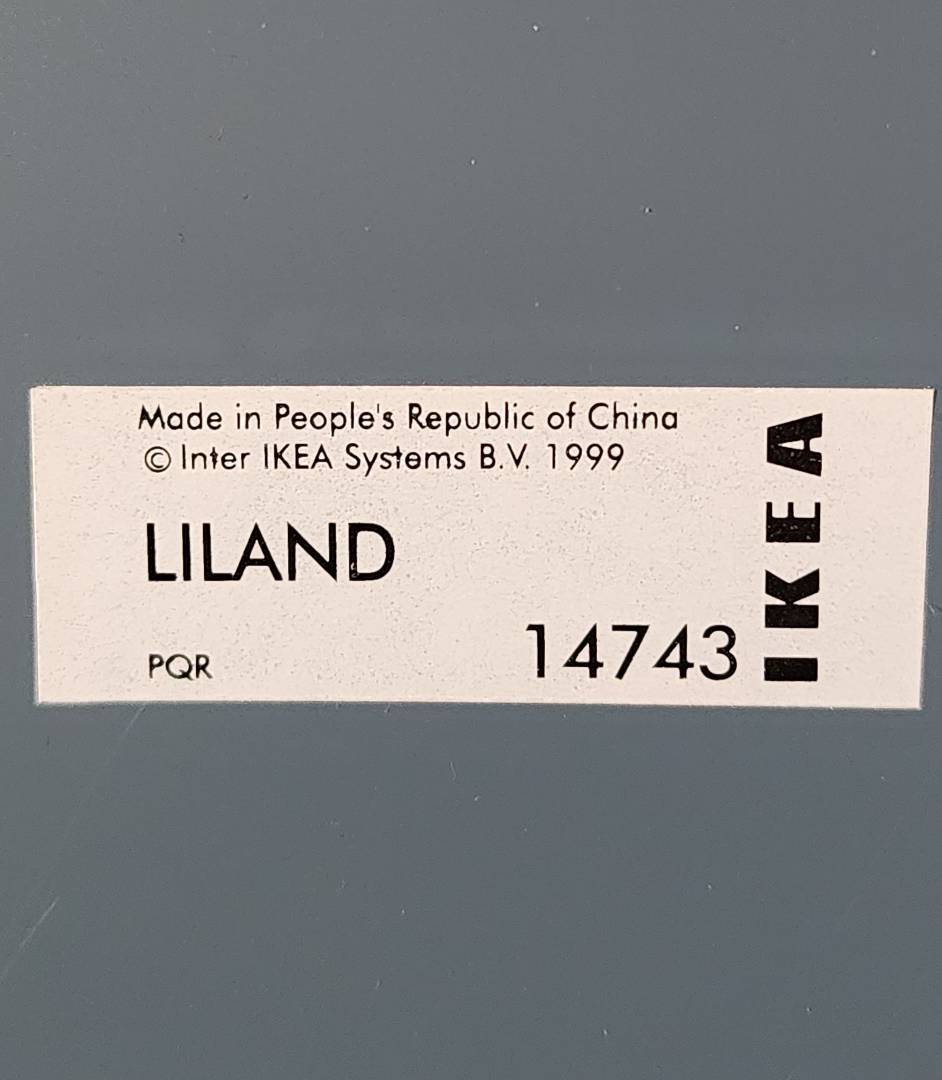 Made in People's Republic of China
© Inter IKEA Systems B.V. 1999
LILAND
PQR
14743
IKEA